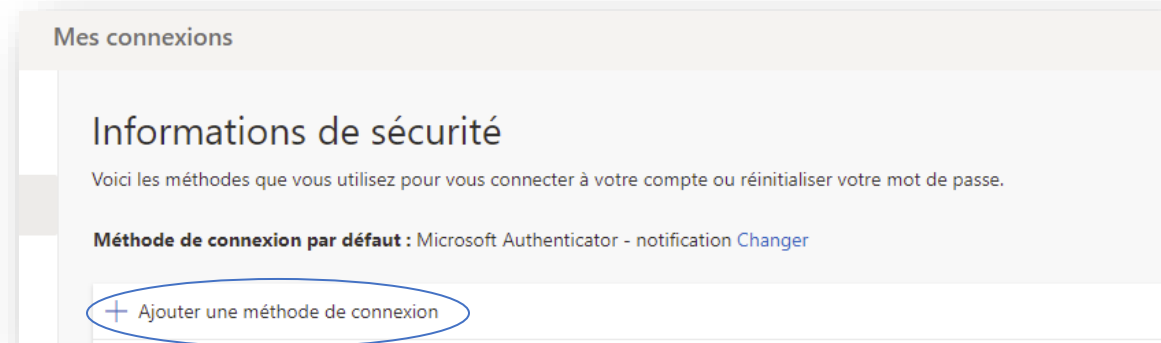 Mes connexions
Informations de sécurité
Voici les méthodes que vous utilisez pour vous connecter à votre compte ou réinitialiser votre mot de passe.
Méthode de connexion par défaut : Microsoft Authenticator - notification Changer
+ Ajouter une méthode de connexion